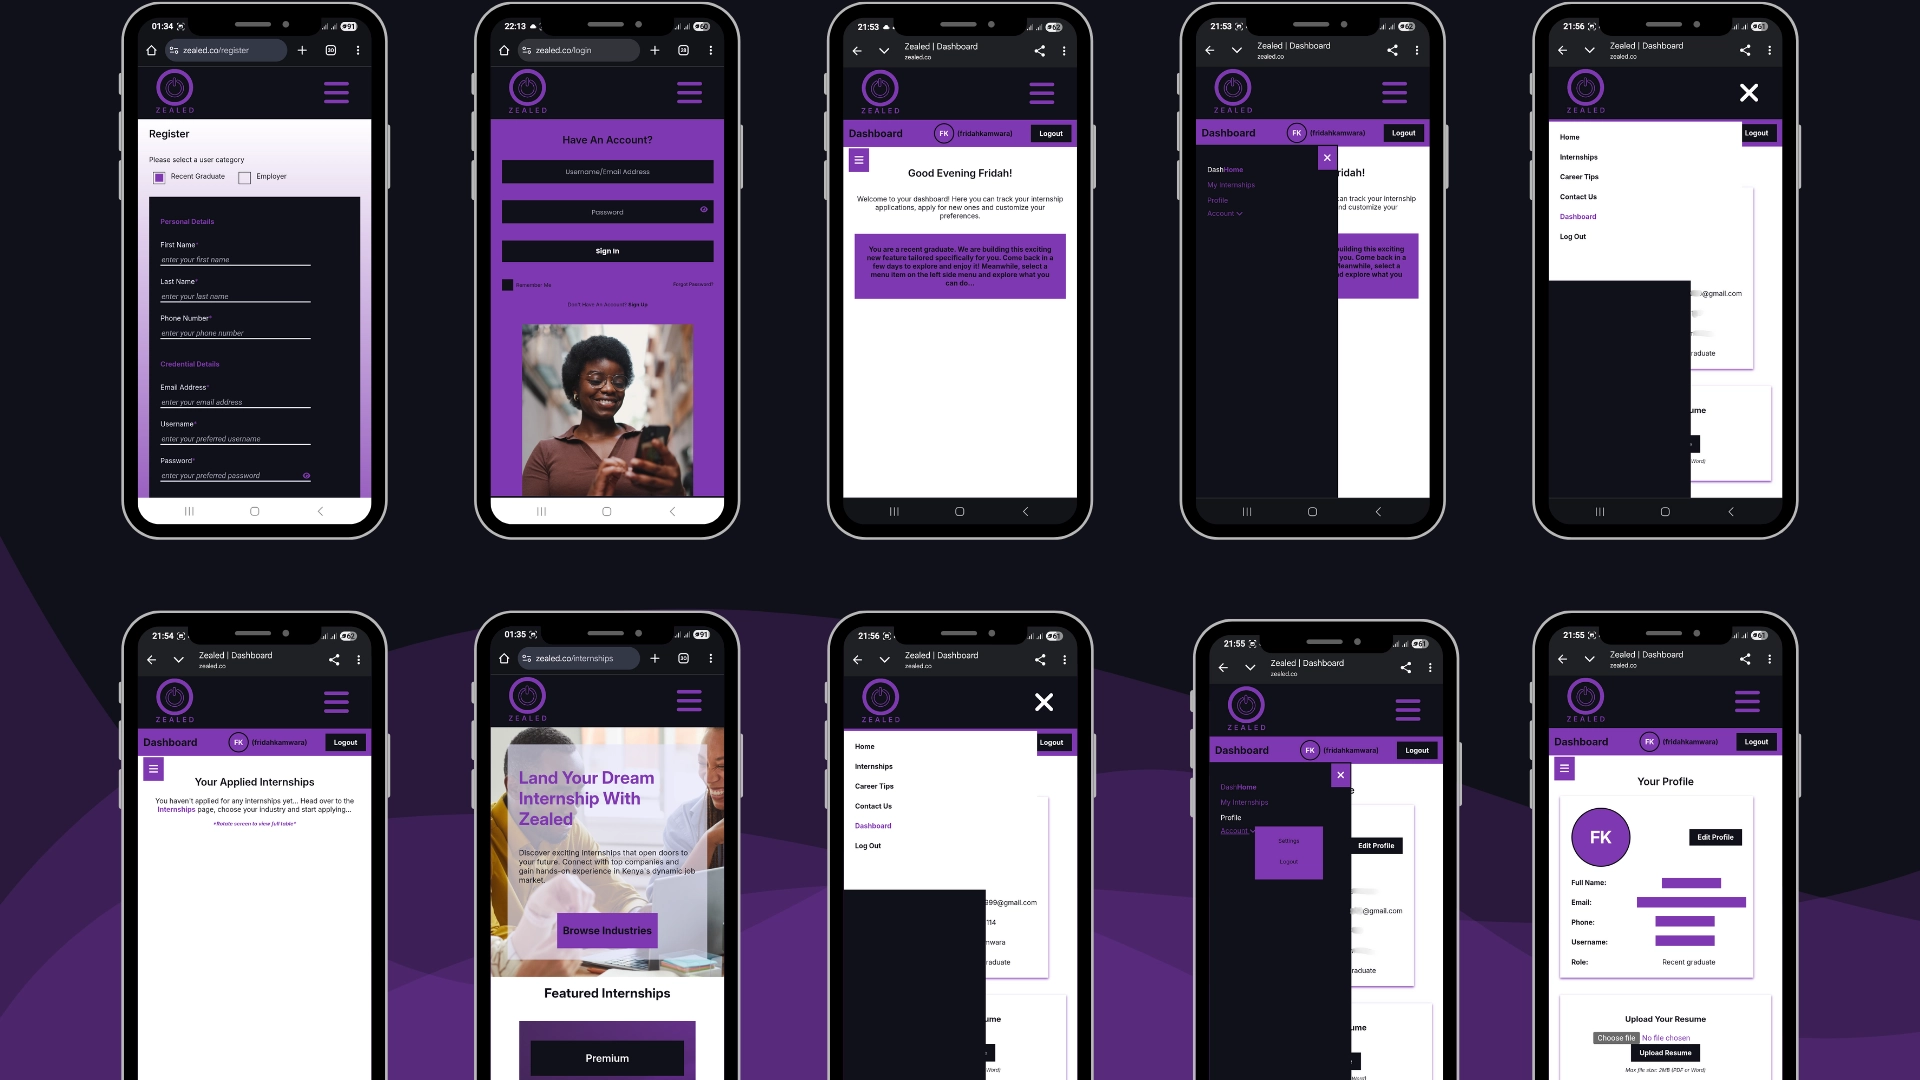 01:34
91
zealed.co/register
30
ZEALED
Register
Please select a user category
Recent Graduate
Employer
Personal Details
First Name*
enter your first name
Last Name*
enter your last name
Phone Number*
enter your phone number
Credential Details
Email Address*
enter your email address
Username*
enter your preferred username
Password*
enter your preferred password
22:13
60
zealed.co/login
28
ZEALED
Have An Account?
Username/Email Address
Password
Sign In
Remember Me
Forgot Password?
Don't Have An Account? Sign Up
21:53
62
Zealed | Dashboard
zealed.co
ZEALED
Dashboard
FK
(fridahkamwara)
Logout
Good Evening Fridah!
Welcome to your dashboard! Here you can track your internship
applications, apply for new ones and customize your
preferences.
You are a recent graduate. We are building this exciting
new feature tailored specifically for you. Come back in a
few days to explore and enjoy it! Meanwhile, select a
menu item on the left side menu and explore what you
can do...
21:53
62
Zealed | Dashboard
zealed.co
ZEALED
Dashboard
FK
(fridahkamwara)
Logout
DashHome
My Internships
Profile
Account
ridah!
can track your internship
nd customize your
building this exciting
you. Come back in a
Meanwhile, select a
d explore what you
21:56
61
Zealed | Dashboard
zealed.co
ZEALED
Logout
Home
Internships
Career Tips
Contact Us
Dashboard
Log Out
@gmail.com
raduate
ume
Word)
21:54
62
Zealed | Dashboard
zealed.co
ZEALED
Dashboard
FK
(fridahkamwara)
Logout
Your Applied Internships
You haven't applied for any internships yet... Head over to the
Internships page, choose your industry and start applying...
*Rotate screen to view full table*
01:35
91
zealed.co/internships
30
ZEALED
Land Your Dream
Internship With
Zealed
Discover exciting internships that open doors to
your future. Connect with top companies and
gain hands-on experience in Kenya's dynamic job
market.
Browse Industries
Featured Internships
Premium
21:56
61
Zealed | Dashboard
zealed.co
ZEALED
Logout
Home
Internships
Career Tips
Contact Us
Dashboard
Log Out
399@gmail.com
114
mwara
raduate
ume
Word)
21:55
61
Zealed | Dashboard
zealed.co
ZEALED
Dashboard
FK
(fridahkamwara)
Logout
DashHome
My Internships
Profile
Account
Settings
Logout
e
Edit Profile
@gmail.com
raduate
ume
Word)
21:55
61
Zealed | Dashboard
zealed.co
ZEALED
Dashboard
FK
(fridahkamwara)
Logout
Your Profile
FK
Edit Profile
Full Name:
Email:
Phone:
Username:
Role:
Recent graduate
Upload Your Resume
Choose file
No file chosen
Upload Resume
Max file size: 2MB (PDF or Word)